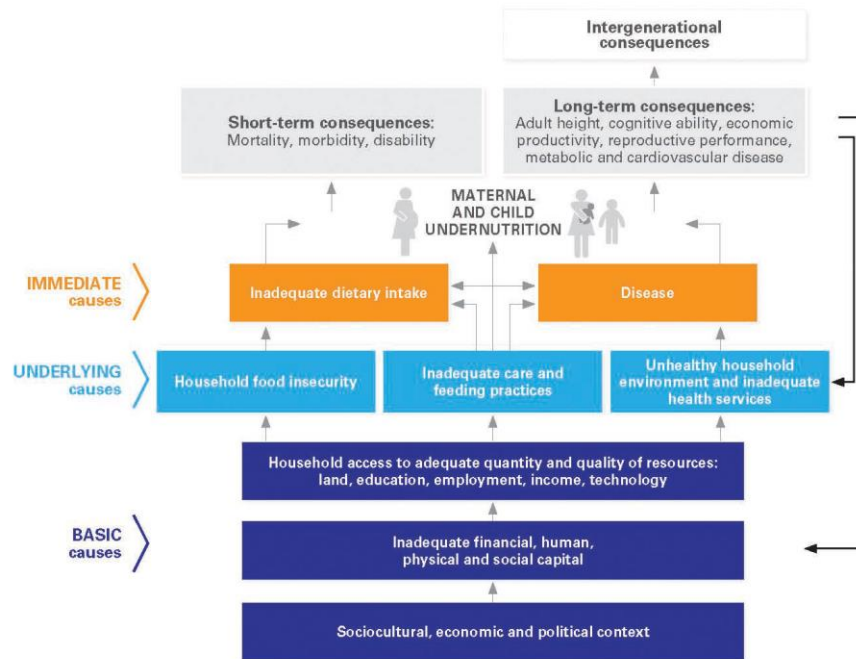 Intergenerational
consequences
Short-term consequences:
Mortality, morbidity, disability
Long-term consequences:
Adult height, cognitive ability, economic
productivity, reproductive performance,
metabolic and cardiovascular disease
MATERNAL
AND CHILD
UNDERNUTRITION
IMMEDIATE
causes
Inadequate dietary intake
Disease
UNDERLYING
causes
Household food insecurity
Inadequate care and
feeding practices
Unhealthy household
environment and inadequate
health services
Household access to adequate quantity and quality of resources:
land, education, employment, income, technology
BASIC
causes
Inadequate financial, human,
physical and social capital
Sociocultural, economic and political context